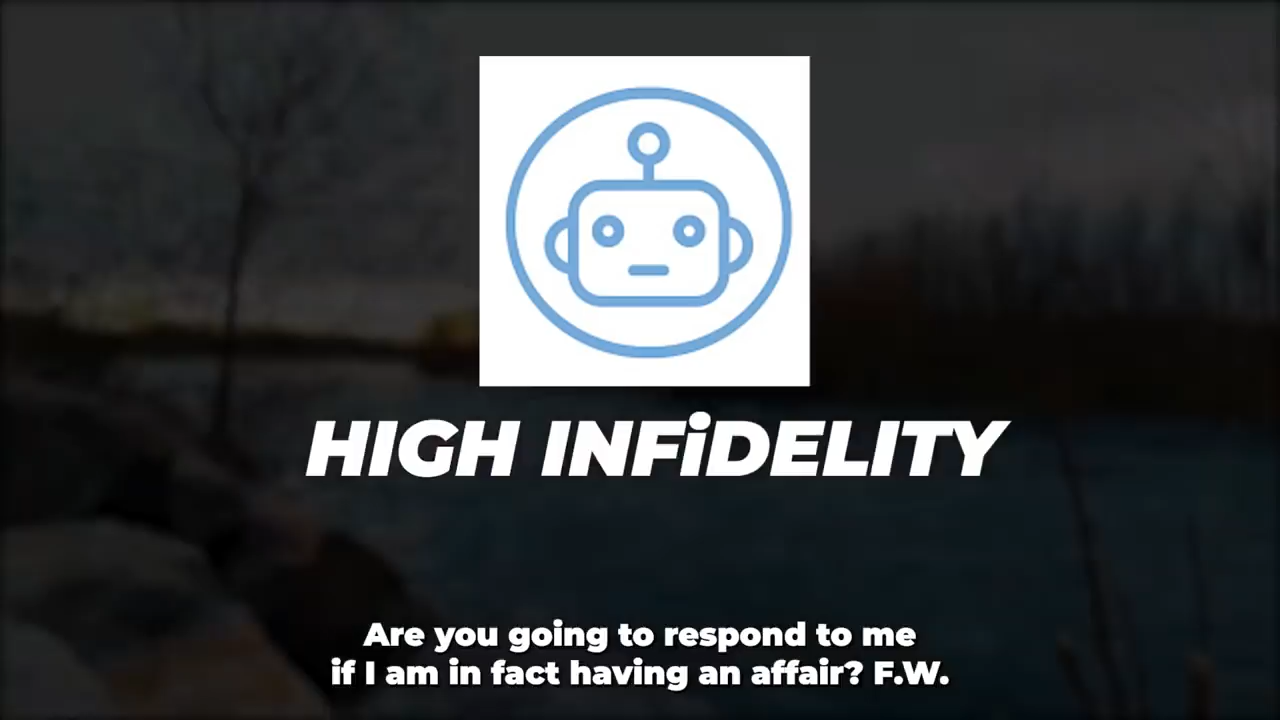 HIGH INFiDELITY
Are you going to respond to me
if I am in fact having an affair? F.W.